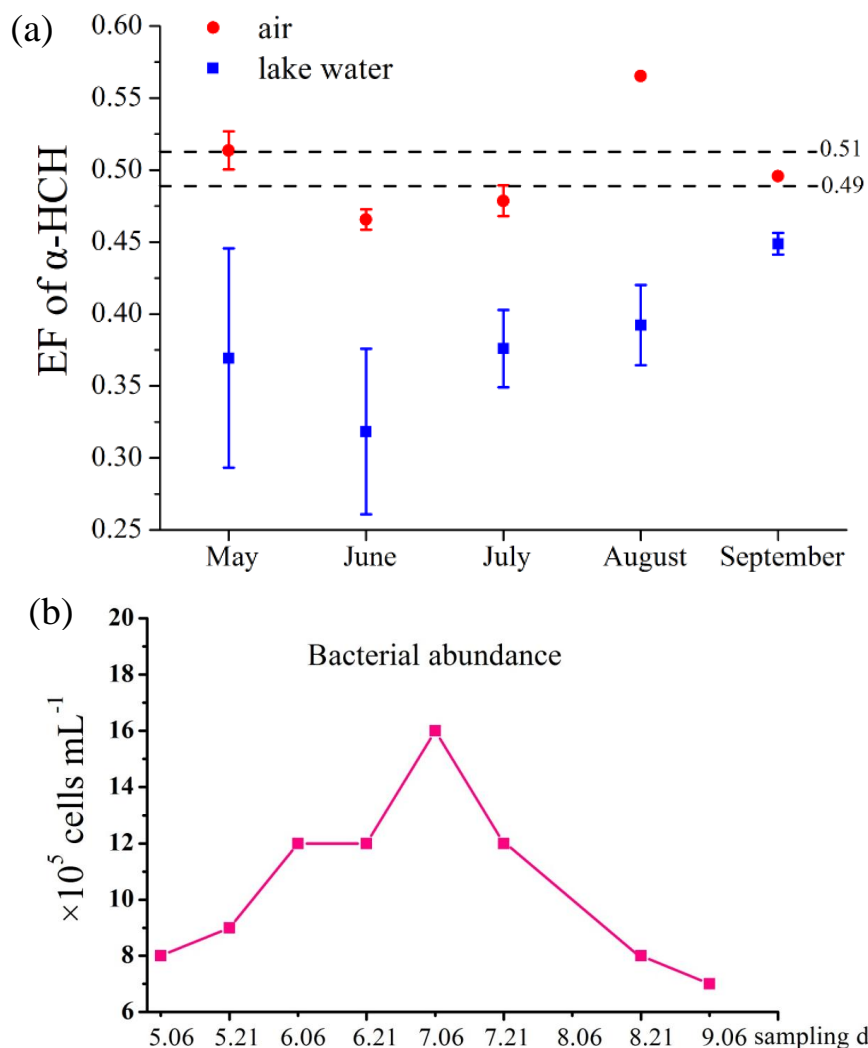 (a)
air
lake water
EF of α-HCH
0.60
0.55
0.50
0.45
0.40
0.35
0.30
0.25
0.51
0.49
May June July August September
(b)
Bacterial abundance
×10⁵ cells mL⁻¹
20
18
16
14
12
10
8
6
5.06 5.21 6.06 6.21 7.06 7.21 8.06 8.21 9.06 sampling d